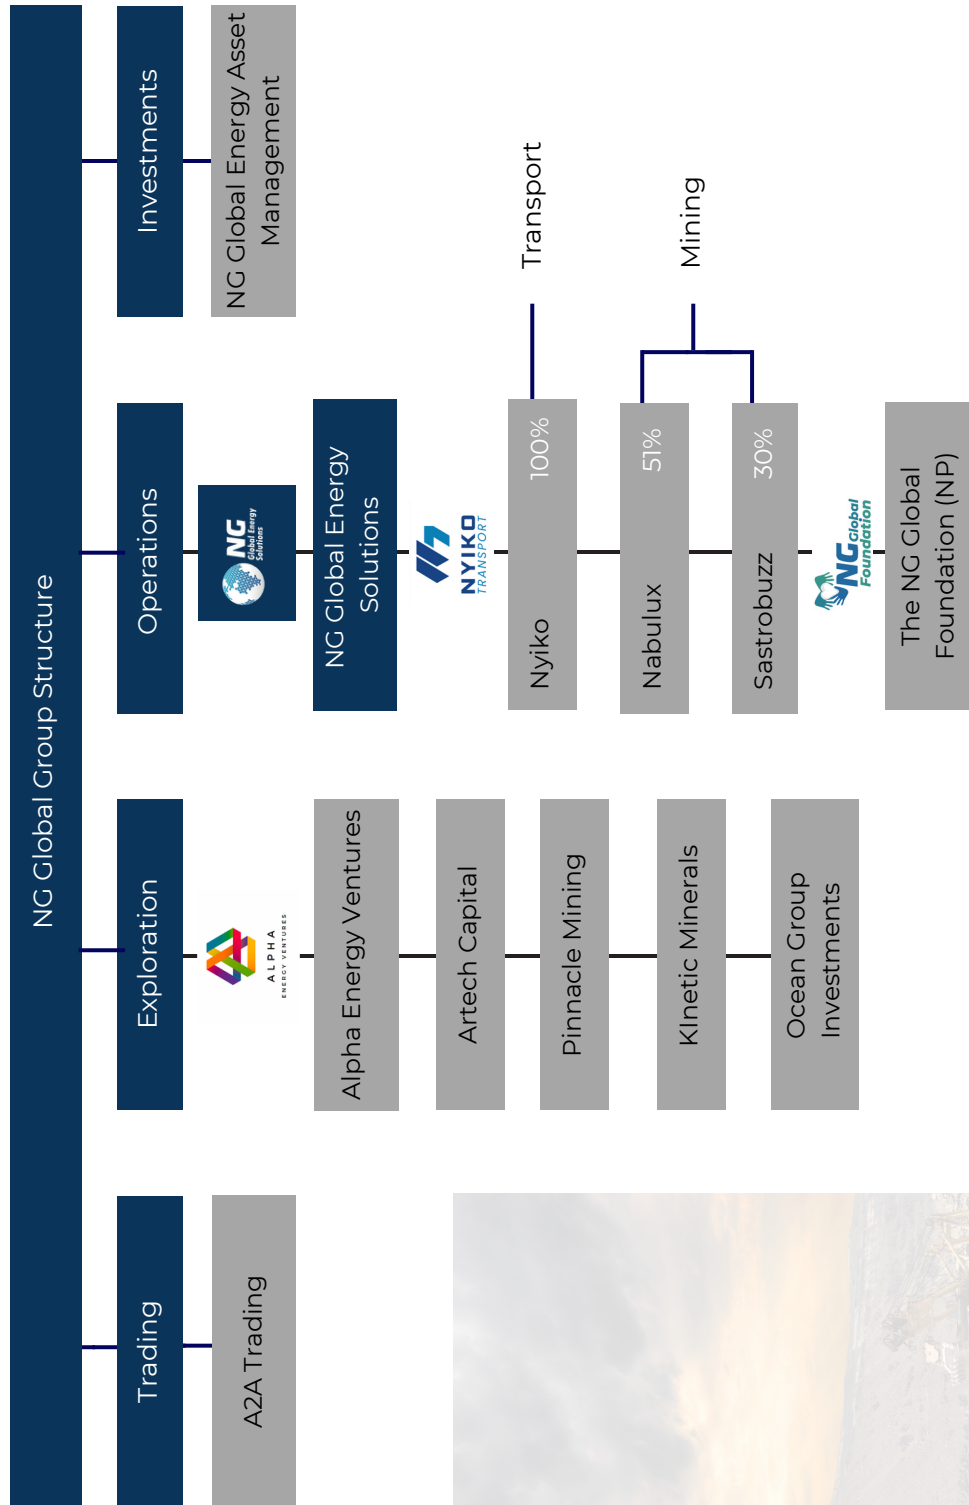 NG Global Group Structure
Trading
A2A Trading
Exploration
ALPHA
ENERGY VENTURES
Alpha Energy Ventures
Artech Capital
Pinnacle Mining
KInetic Minerals
Ocean Group
Investments
Operations
NG
Global Energy
Solutions
NG Global Energy
Solutions
NYIKO
TRANSPORT
Nyiko 100%
Transport
Nabulux 51%
Sastrobuzz 30%
Mining
NG Global
Foundation
The NG Global
Foundation (NP)
Investments
NG Global Energy Asset
Management